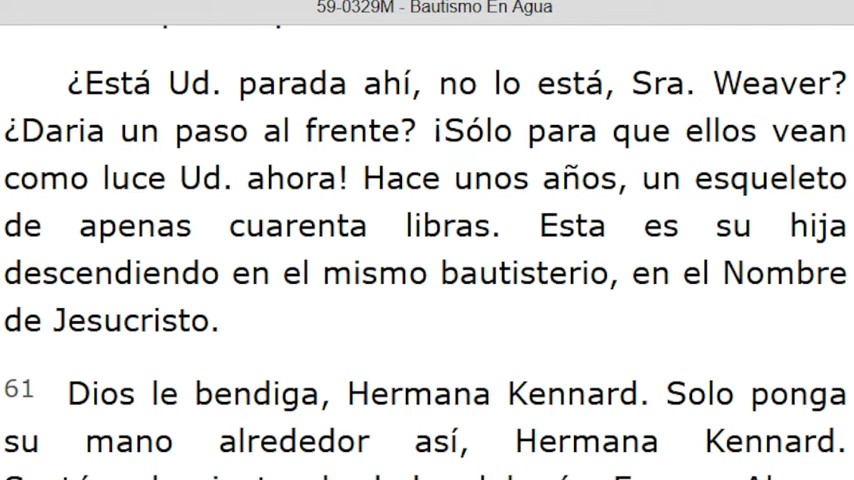 59-0329M - Bautismo En Agua
¿Está Ud. parada ahí, no lo está, Sra. Weaver?
¿Daria un paso al frente? ¡Sólo para que ellos vean
como luce Ud. ahora! Hace unos años, un esqueleto
de apenas cuarenta libras. Esta es su hija
descendiendo en el mismo bautisterio, en el Nombre
de Jesucristo.
61 Dios le bendiga, Hermana Kennard. Solo ponga
su mano alrededor así, Hermana Kennard.